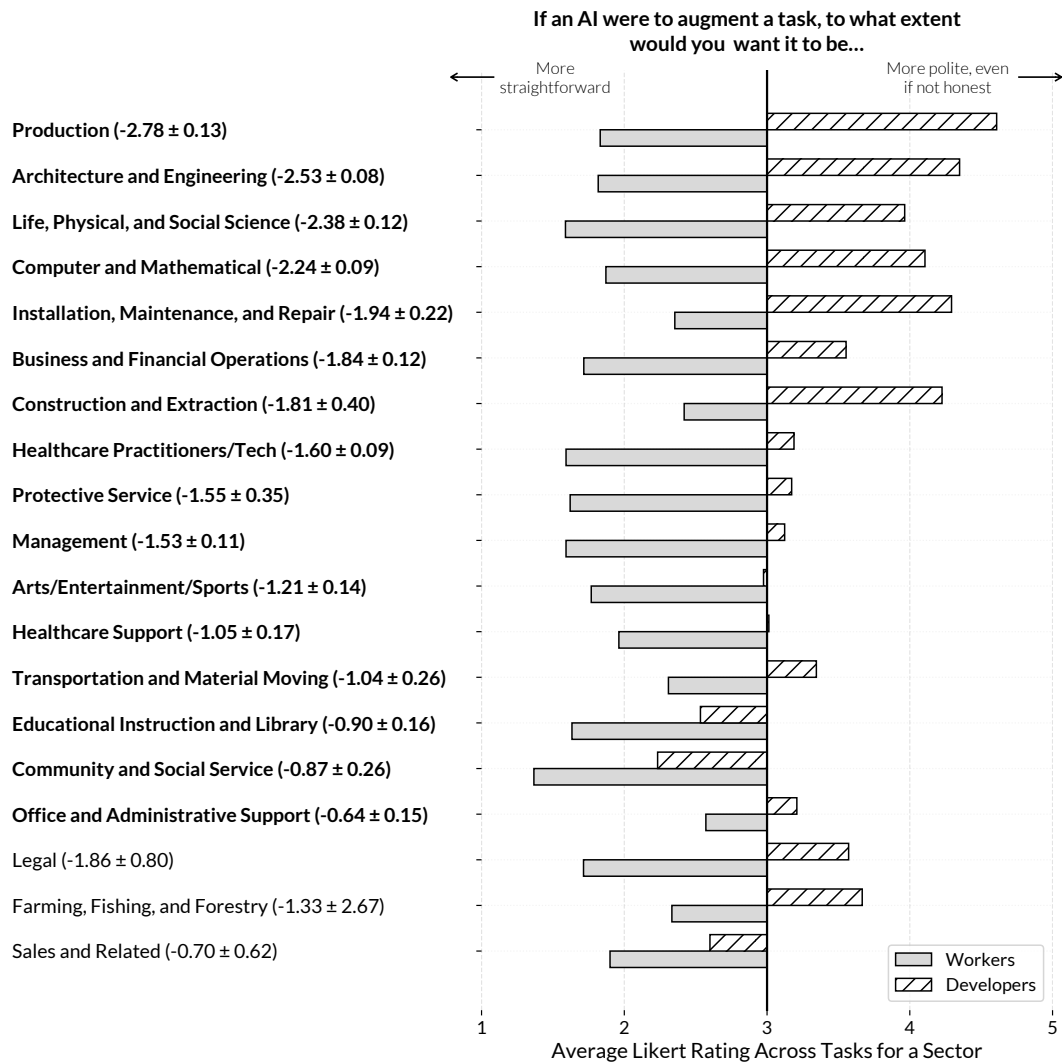 If an AI were to augment a task, to what extent
would you  want it to be...
More
straightforward
More polite, even
if not honest
Production (-2.78 ± 0.13)
Architecture and Engineering (-2.53 ± 0.08)
Life, Physical, and Social Science (-2.38 ± 0.12)
Computer and Mathematical (-2.24 ± 0.09)
Installation, Maintenance, and Repair (-1.94 ± 0.22)
Business and Financial Operations (-1.84 ± 0.12)
Construction and Extraction (-1.81 ± 0.40)
Healthcare Practitioners/Tech (-1.60 ± 0.09)
Protective Service (-1.55 ± 0.35)
Management (-1.53 ± 0.11)
Arts/Entertainment/Sports (-1.21 ± 0.14)
Healthcare Support (-1.05 ± 0.17)
Transportation and Material Moving (-1.04 ± 0.26)
Educational Instruction and Library (-0.90 ± 0.16)
Community and Social Service (-0.87 ± 0.26)
Office and Administrative Support (-0.64 ± 0.15)
Legal (-1.86 ± 0.80)
Farming, Fishing, and Forestry (-1.33 ± 2.67)
Sales and Related (-0.70 ± 0.62)
Workers
Developers
1 2 3 4 5
Average Likert Rating Across Tasks for a Sector